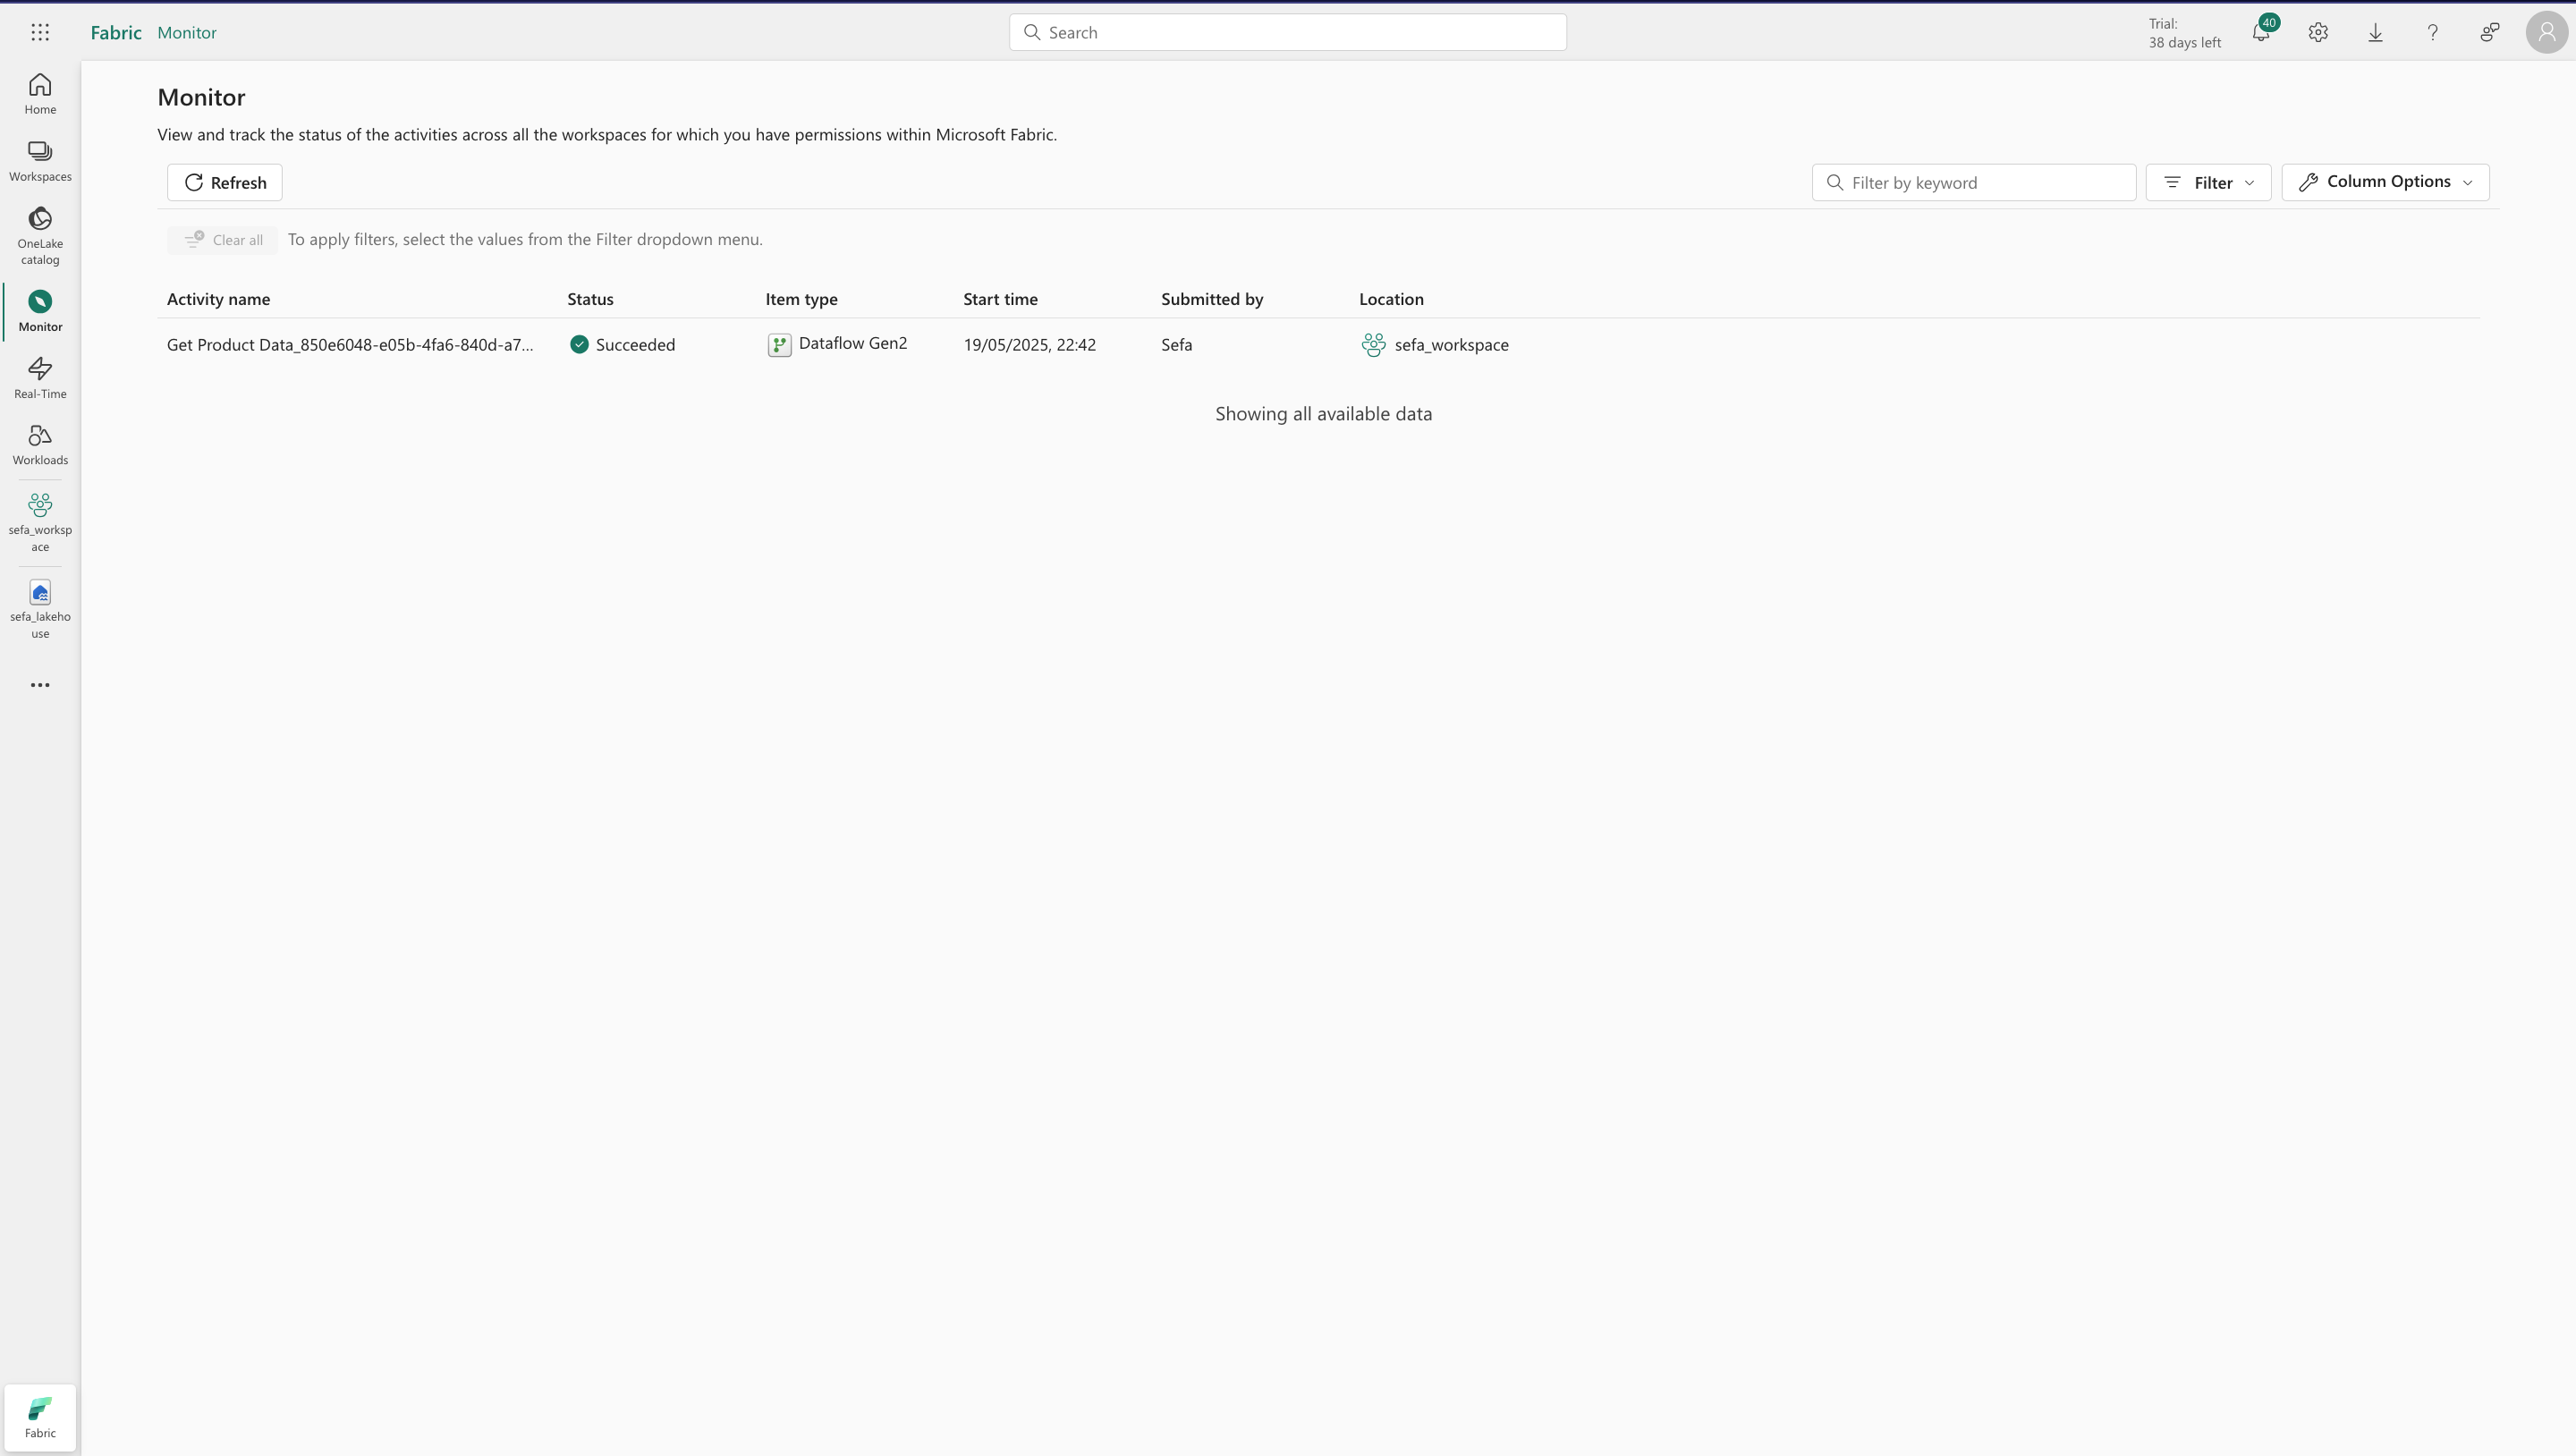 Fabric Monitor
Search
Trial:
38 days left
40
Home
Workspaces
OneLake
catalog
Monitor
Real-Time
Workloads
sefa_worksp
ace
sefa_lakeho
use
Fabric
Monitor
View and track the status of the activities across all the workspaces for which you have permissions within Microsoft Fabric.
Refresh
Filter by keyword
Filter
Column Options
Clear all To apply filters, select the values from the Filter dropdown menu.
Activity name Status Item type Start time Submitted by Location
Get Product Data_850e6048-e05b-4fa6-840d-a7... Succeeded Dataflow Gen2 19/05/2025, 22:42 Sefa sefa_workspace
Showing all available data